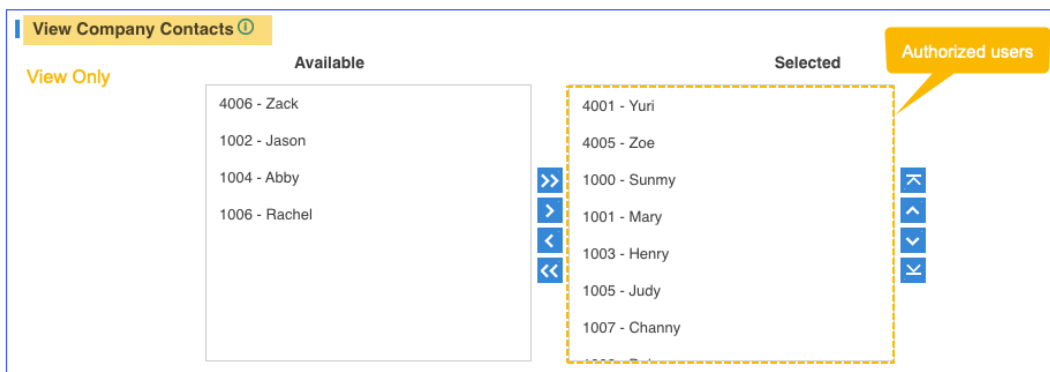 View Company Contacts
View Only
Available
4006 - Zack
1002 - Jason
1004 - Abby
1006 - Rachel
Selected
Authorized users
4001 - Yuri
4005 - Zoe
1000 - Sunmy
1001 - Mary
1003 - Henry
1005 - Judy
1007 - Channy